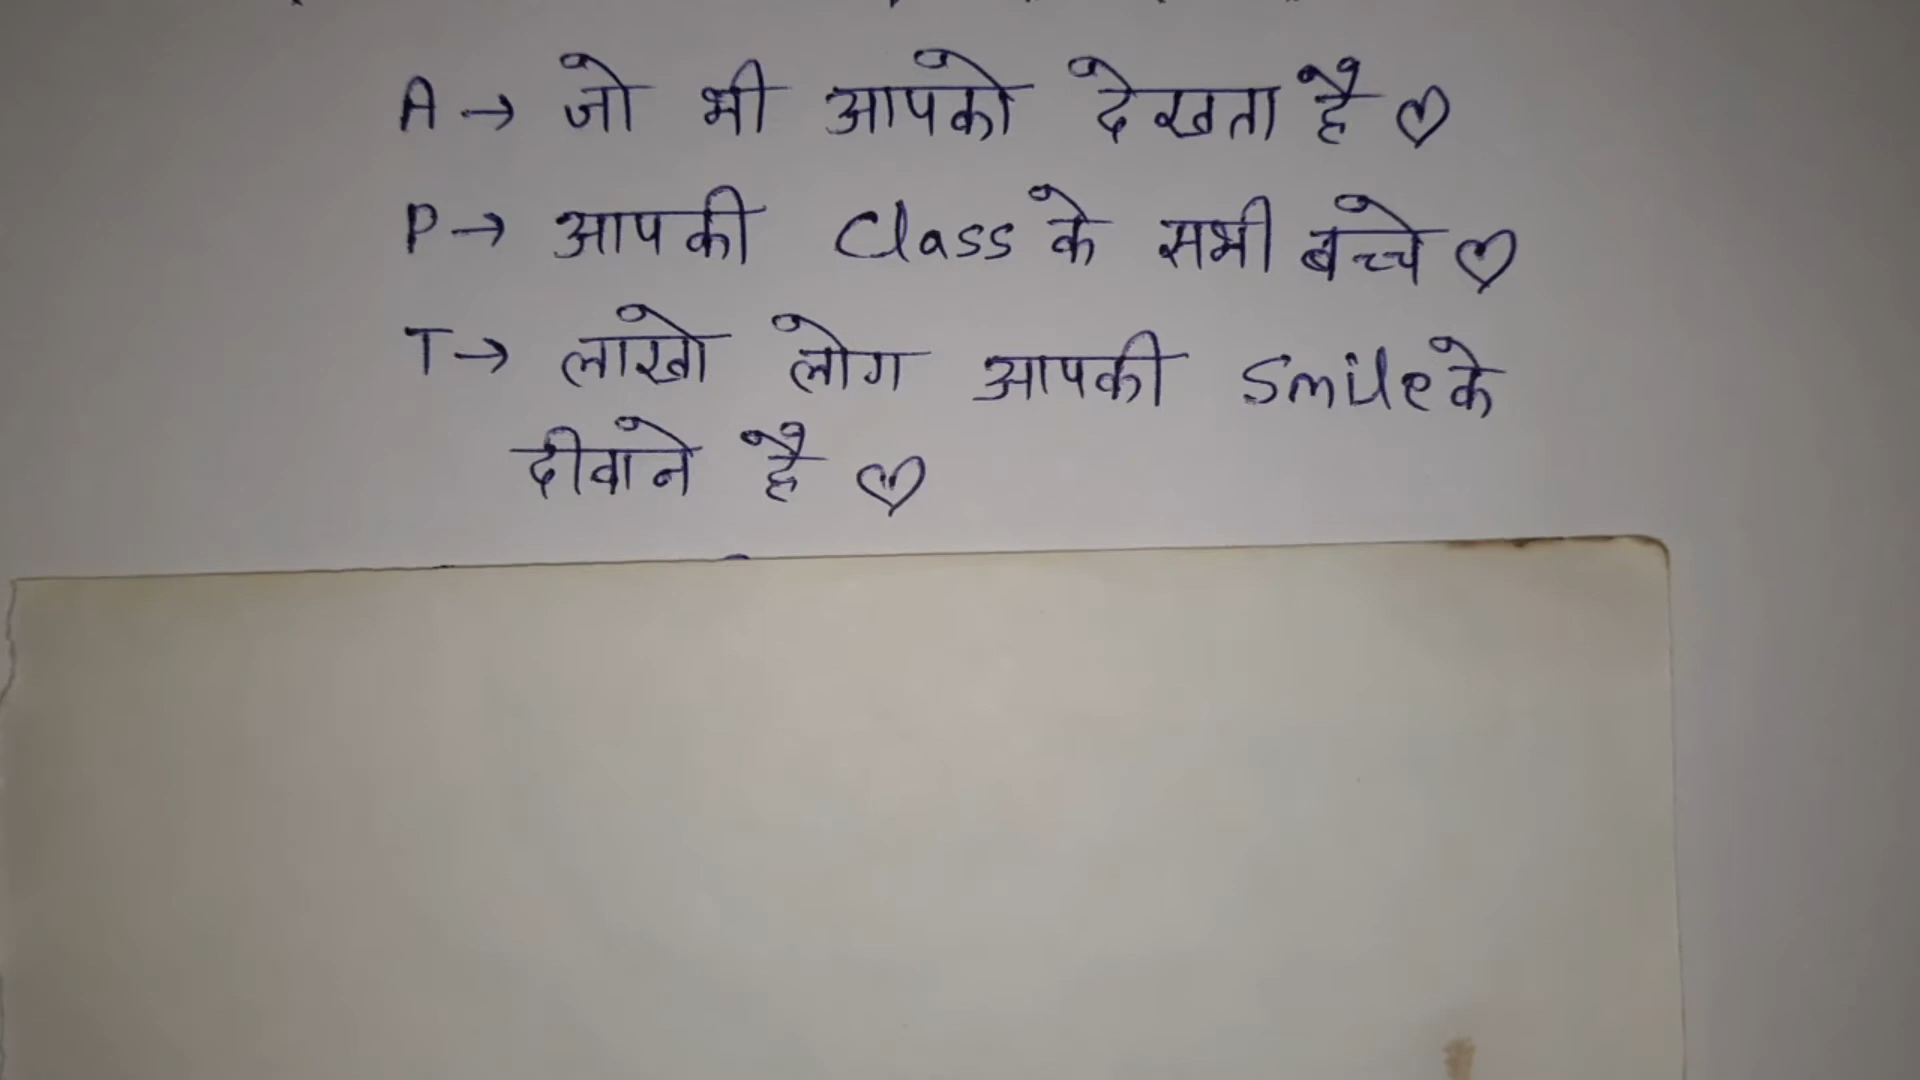 A → जो भी आपको देखता है ♡
P → आपकी Class के सभी बच्चे ♡
T → लाखो लोग आपकी Smile के
दीवाने है ♡